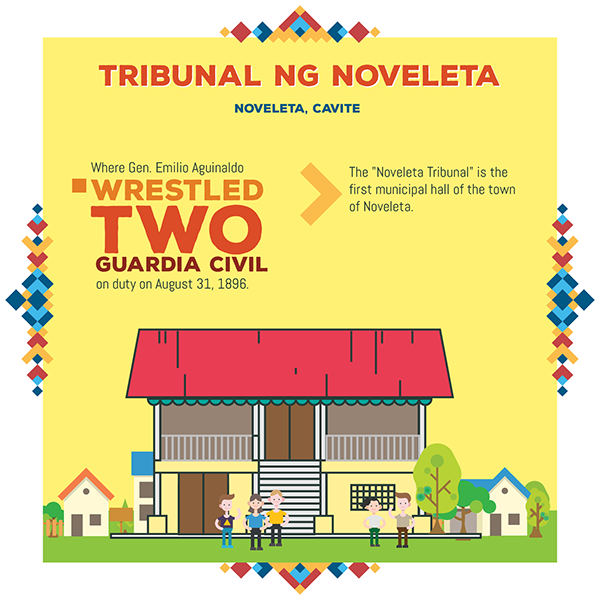 TRIBUNAL NG NOVELETA
NOVELETA, CAVITE
Where Gen. Emilio Aguinaldo
WRESTLED
TWO
GUARDIA CIVIL
on duty on August 31, 1896.
The "Noveleta Tribunal" is the
first municipal hall of the town
of Noveleta.